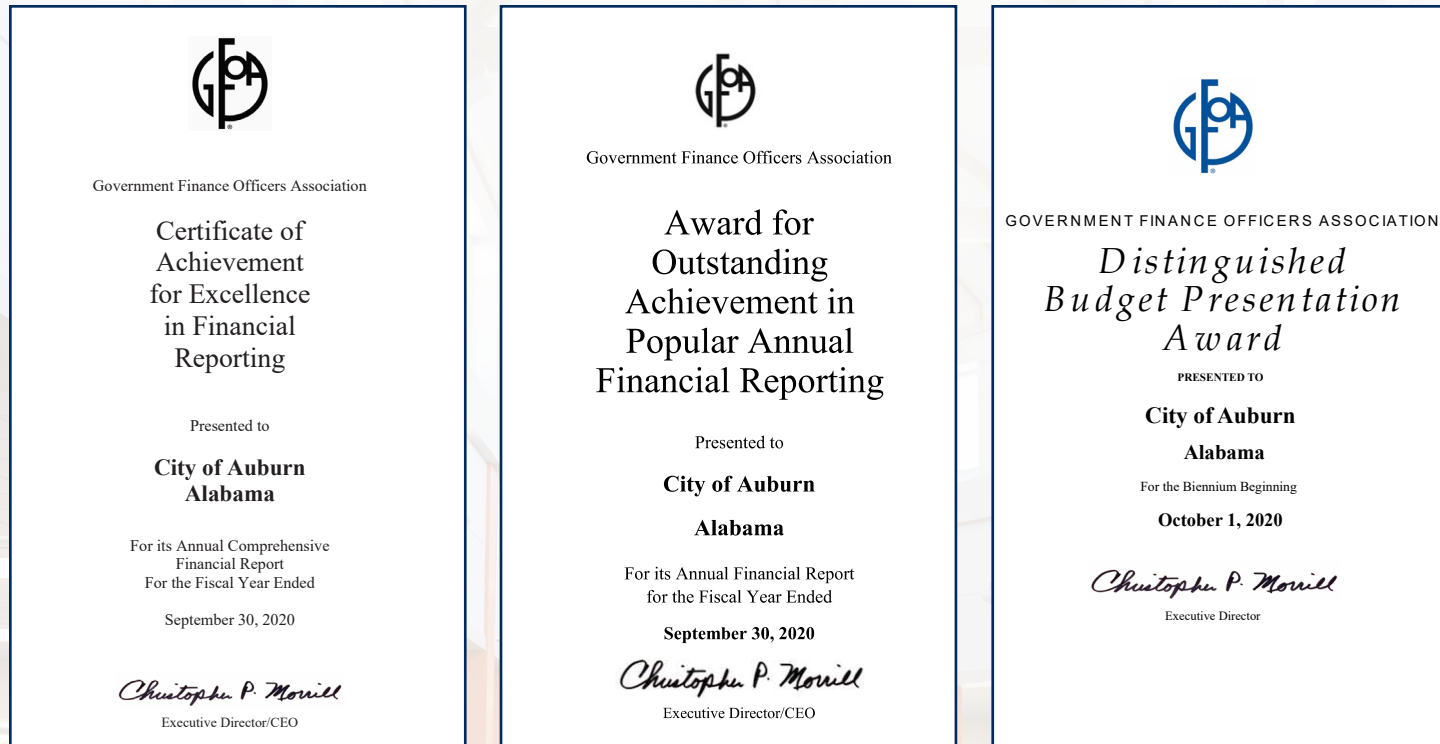 GFOA
Government Finance Officers Association
Certificate of
Achievement
for Excellence
in Financial
Reporting
Presented to
City of Auburn
Alabama
For its Annual Comprehensive
Financial Report
For the Fiscal Year Ended
September 30, 2020
Christopher P. Morrill
Executive Director/CEO
GFOA
Government Finance Officers Association
Award for
Outstanding
Achievement in
Popular Annual
Financial Reporting
Presented to
City of Auburn
Alabama
For its Annual Financial Report
for the Fiscal Year Ended
September 30, 2020
Christopher P. Morrill
Executive Director/CEO
GFOA
GOVERNMENT FINANCE OFFICERS ASSOCIATION
Distinguished
Budget Presentation
Award
PRESENTED TO
City of Auburn
Alabama
For the Biennium Beginning
October 1, 2020
Christopher P. Morrill
Executive Director